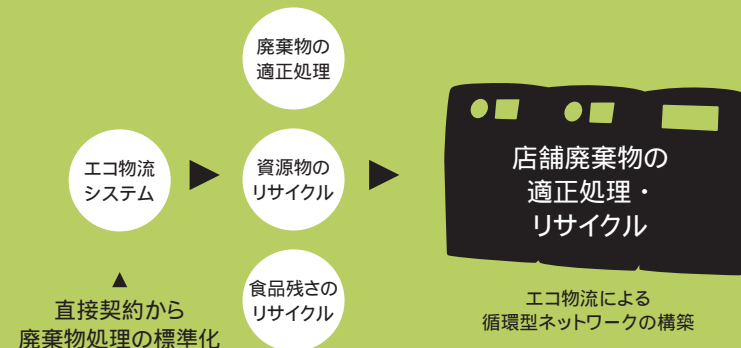 廃棄物の
適正処理
エコ物流
システム
資源物の
リサイクル
食品残さの
リサイクル
直接契約から
廃棄物処理の標準化
店舗廃棄物の
適正処理・
リサイクル
エコ物流による
循環型ネットワークの構築